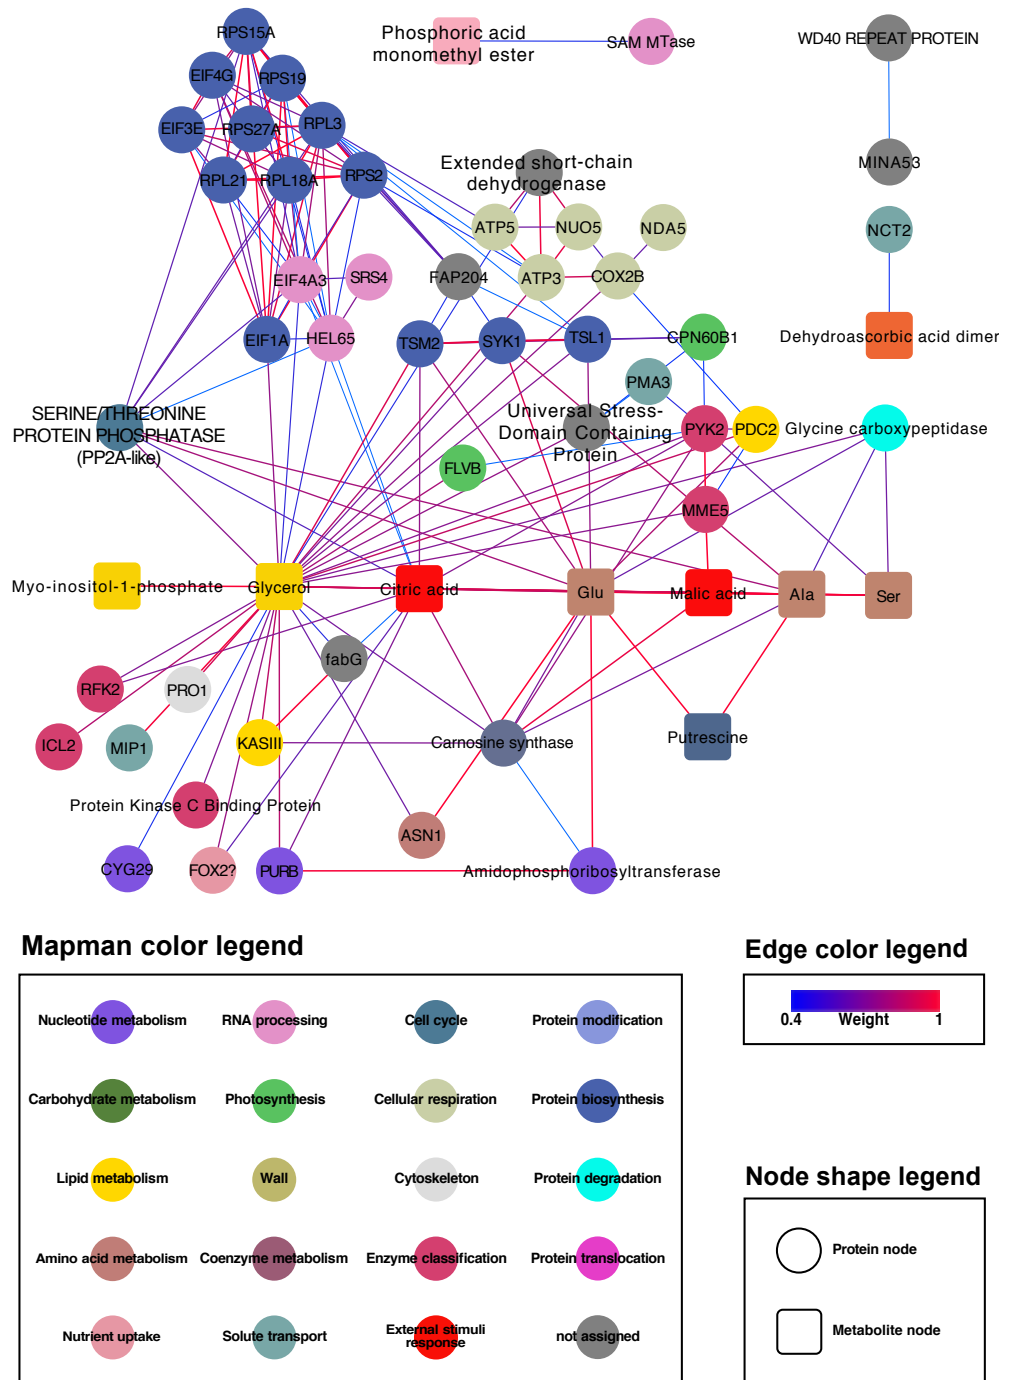 RPS15A
Phosphoric acid
monomethyl ester
SAM MTase
WD40 REPEAT PROTEIN
EIF4G
RPS19
EIF3E
RPS27A
RPL3
MINA53
Extended short-chain
dehydrogenase
RPL21
RPL18A
RPS2
ATP5
NUO5
NDA5
NCT2
EIF4A3
SRS4
FAP204
ATP3
COX2B
EIF1A
HEL65
TSM2
SYK1
TSL1
CPN60B1
Dehydroascorbic acid dimer
PMA3
SERINE/THREONINE
PROTEIN PHOSPHATASE
(PP2A-like)
Universal Stress-
Domain Containing
Protein
PYK2
PDC2
Glycine carboxypeptidase
FLVB
MME5
Myo-inositol-1-phosphate
Glycerol
Citric acid
Glu
Malic acid
Ala
Ser
fabG
RFK2
PRO1
ICL2
MIP1
KASIII
Carnosine synthase
Putrescine
Protein Kinase C Binding Protein
ASN1
CYG29
FOX2?
PURB
Amidophosphoribosyltransferase
Mapman color legend
Nucleotide metabolism
RNA processing
Cell cycle
Protein modification
Carbohydrate metabolism
Photosynthesis
Cellular respiration
Protein biosynthesis
Lipid metabolism
Wall
Cytoskeleton
Protein degradation
Amino acid metabolism
Coenzyme metabolism
Enzyme classification
Protein translocation
Nutrient uptake
Solute transport
External stimuli
response
not assigned
Edge color legend
0.4 Weight 1
Node shape legend
Protein node
Metabolite node